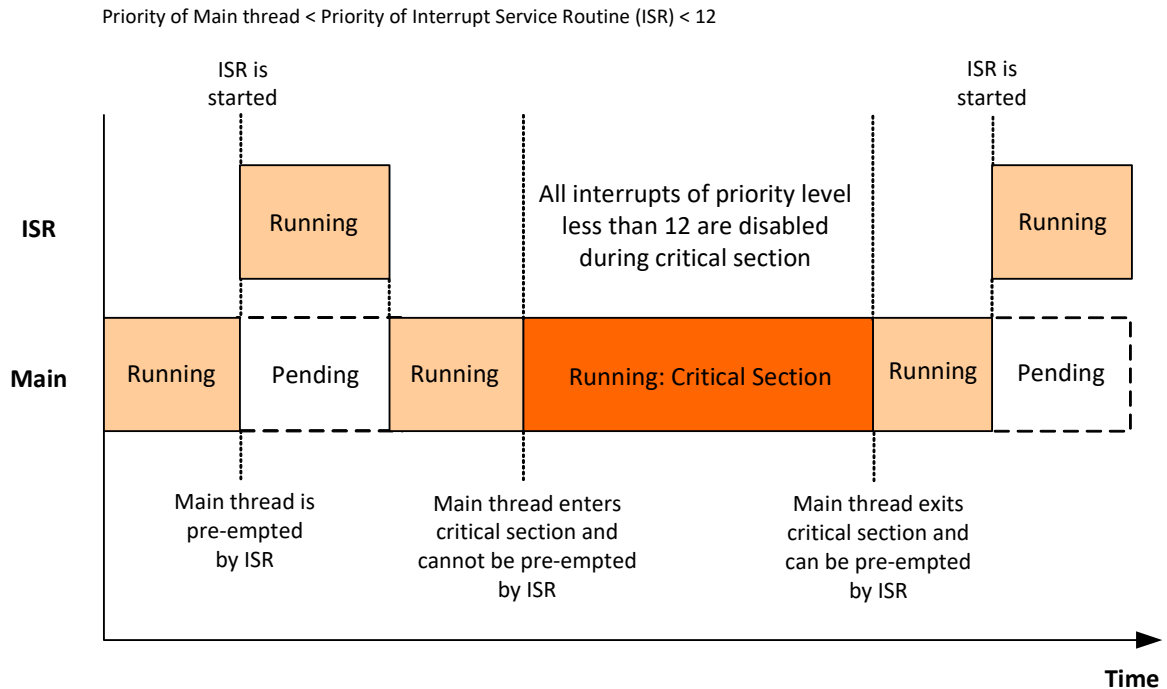 Priority of Main thread < Priority of Interrupt Service Routine (ISR) < 12
ISR is
started
ISR is
started
ISR
Running
All interrupts of priority level
less than 12 are disabled
during critical section
Running
Main
Running
Pending
Running
Running: Critical Section
Running
Pending
Main thread is
pre-empted
by ISR
Main thread enters
critical section and
cannot be pre-empted
by ISR
Main thread exits
critical section and
can be pre-empted
by ISR
Time